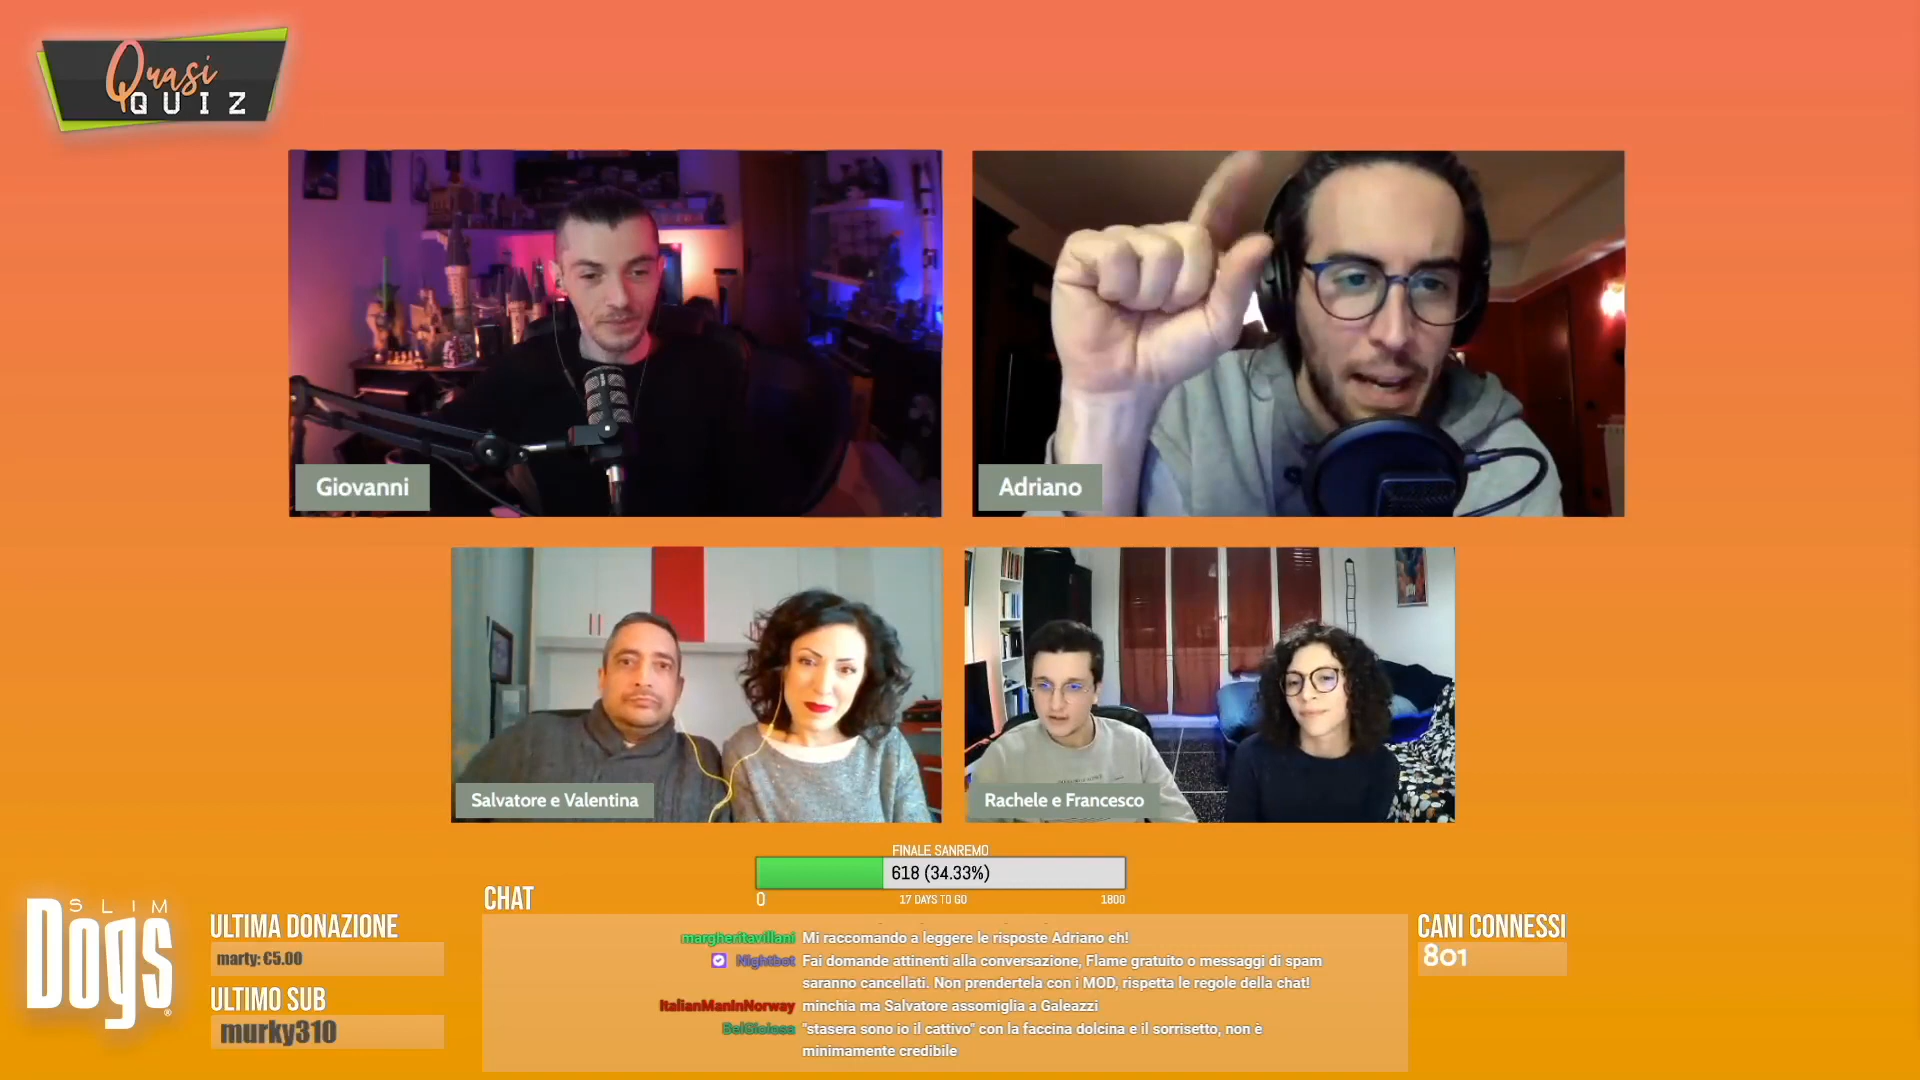 Quasi
QUIZ
Giovanni
Adriano
Salvatore e Valentina
Rachele e Francesco
FINALE SANREMO
618 (34.33%)
0
17 DAYS TO GO
1800
SLIM
Dogs
®
ULTIMA DONAZIONE
marty: €5.00
ULTIMO SUB
murky310
CHAT
margheritavillani Mi raccomando a leggere le risposte Adriano eh!
Nightbot Fai domande attinenti alla conversazione, Flame gratuito o messaggi di spam
saranno cancellati. Non prendertela con i MOD, rispetta le regole della chat!
ItalianManInNorway minchia ma Salvatore assomiglia a Galeazzi
BelGioiosa "stasera sono io il cattivo" con la faccina dolcina e il sorrisetto, non è
minimamente credibile
CANI CONNESSI
801